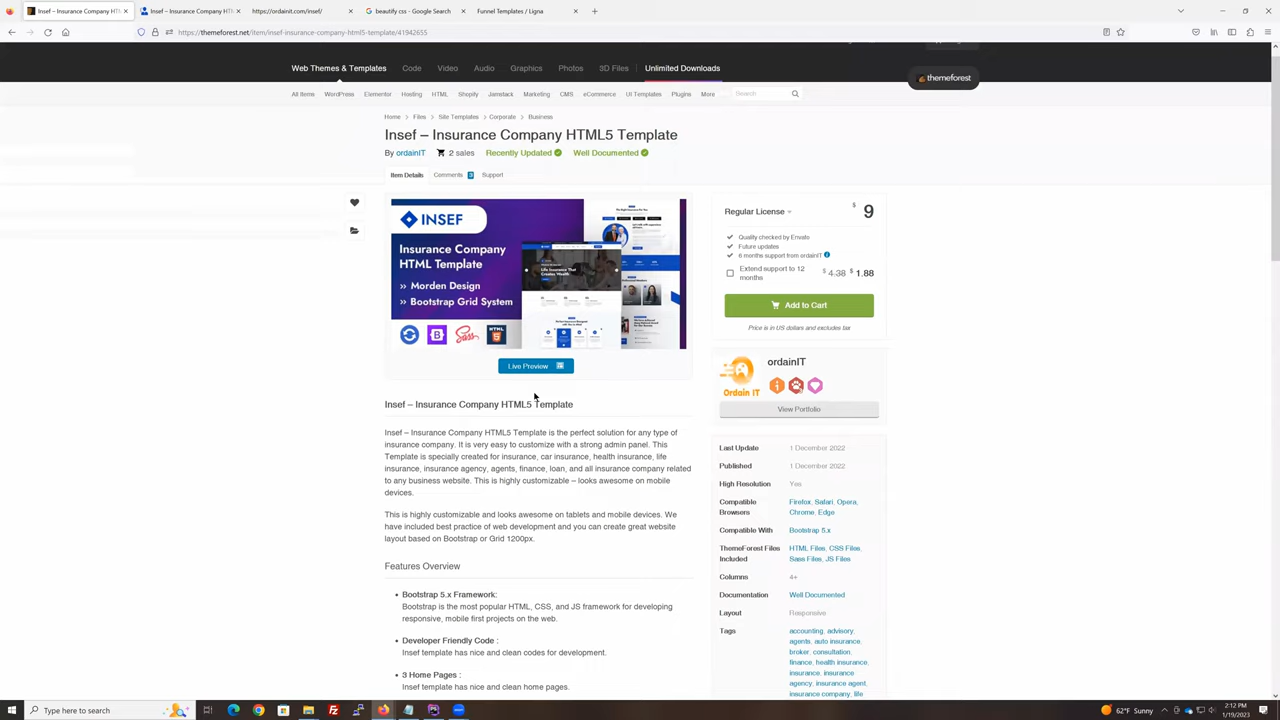 Insef – Insurance Company HT
Insef – Insurance Company HTML
https://ordainit.com/insef/
beautify css - Google Search
Funnel Templates / Ligna
https://themeforest.net/item/insef-insurance-company-html5-template/41942655
Web Themes & Templates Code Video Audio Graphics Photos 3D Files Unlimited Downloads
themeforest
All Items WordPress Elementor Hosting HTML Shopify Jamstack Marketing CMS eCommerce UI Templates Plugins More Search
Home Files Site Templates Corporate Business
Insef – Insurance Company HTML5 Template
By ordainIT 2 sales Recently Updated Well Documented
Item Details Comments 3 Support
INSEF
Insurance Company
HTML Template
» Morden Design
» Bootstrap Grid System
Life Insurance That
Creates Wealth
Live Preview
Insef – Insurance Company HTML5 Template
Insef – Insurance Company HTML5 Template is the perfect solution for any type of
insurance company. It is very easy to customize with a strong admin panel. This
Template is specially created for insurance, car insurance, health insurance, life
insurance, insurance agency, agents, finance, loan, and all insurance company related
to any business website. This is highly customizable – looks awesome on mobile
devices.
This is highly customizable and looks awesome on tablets and mobile devices. We
have included best practice of web development and you can create great website
layout based on Bootstrap or Grid 1200px.
Features Overview
• Bootstrap 5.x Framework:
Bootstrap is the most popular HTML, CSS, and JS framework for developing
responsive, mobile first projects on the web.
• Developer Friendly Code :
Insef template has nice and clean codes for development.
• 3 Home Pages :
Insef template has nice and clean home pages.
Regular License $ 9
Quality checked by Envato
Future updates
6 months support from ordainIT
Extend support to 12 $ 4.38 $ 1.88
months
Add to Cart
Price is in US dollars and excludes tax
ordainIT
Ordain IT
View Portfolio
Last Update 1 December 2022
Published 1 December 2022
High Resolution Yes
Compatible Firefox, Safari, Opera,
Browsers Chrome, Edge
Compatible With Bootstrap 5.x
ThemeForest Files HTML Files, CSS Files,
Included Sass Files, JS Files
Columns 4+
Documentation Well Documented
Layout Responsive
Tags accounting, advisory,
agents, auto insurance,
broker, consultation,
finance, health insurance,
insurance, insurance
agency, insurance agent,
insurance company, life
Type here to search
62°F Sunny
2:12 PM
1/19/2023